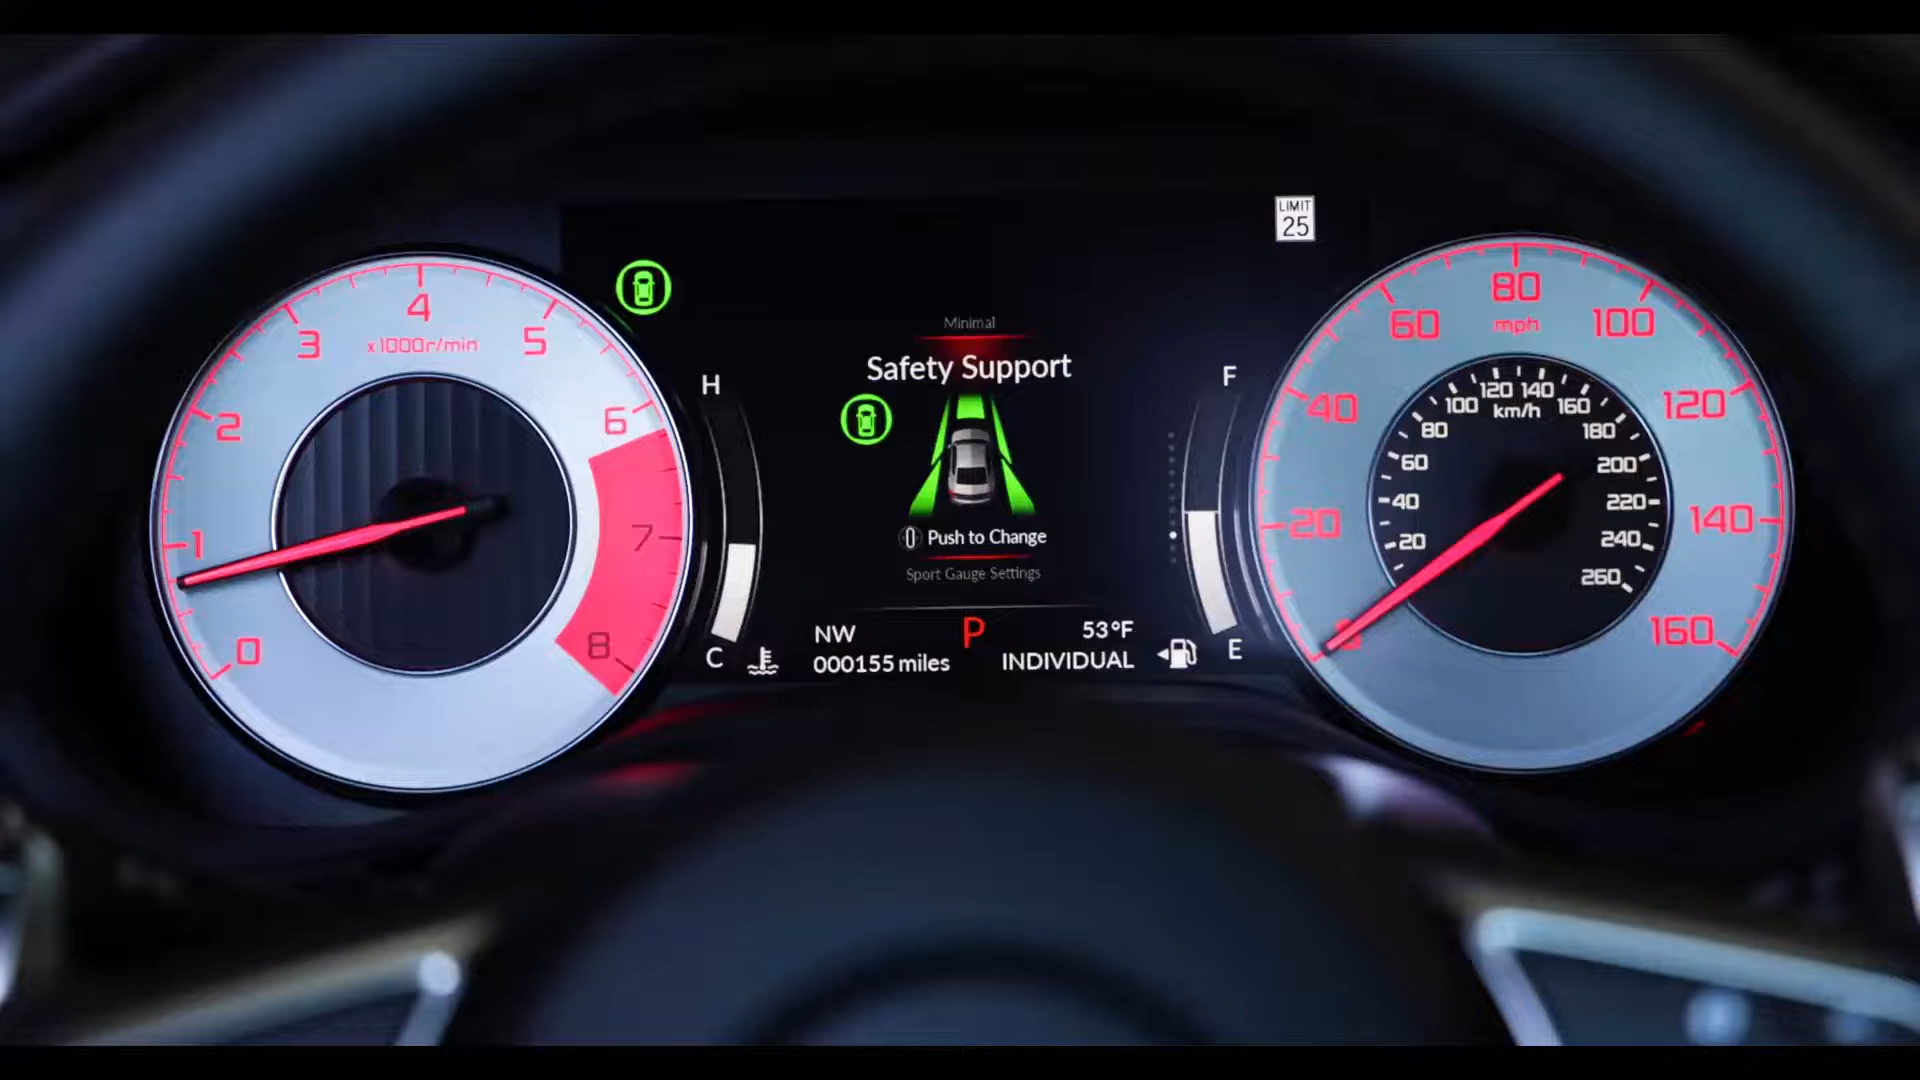 0
1
2
3
4
5
6
7
8
x1000r/min
H
C
Minimal
Safety Support
Push to Change
Sport Gauge Settings
NW
P
53°F
000155 miles
INDIVIDUAL
LIMIT
25
F
E
20
40
60
80
100
120
140
160
mph
20
40
60
80
100
120
140
160
180
200
220
240
260
km/h